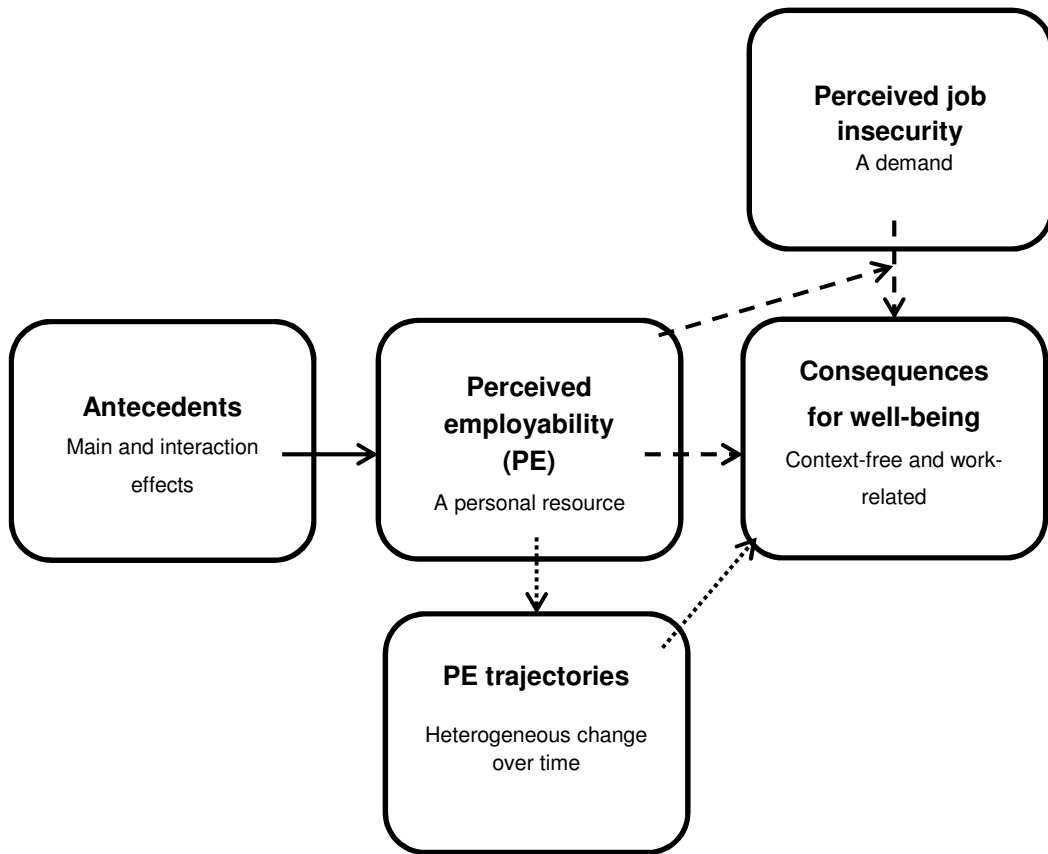 Perceived job
insecurity
A demand
Antecedents
Main and interaction
effects
Perceived
employability
(PE)
A personal resource
Consequences
for well-being
Context-free and work-
related
PE trajectories
Heterogeneous change
over time